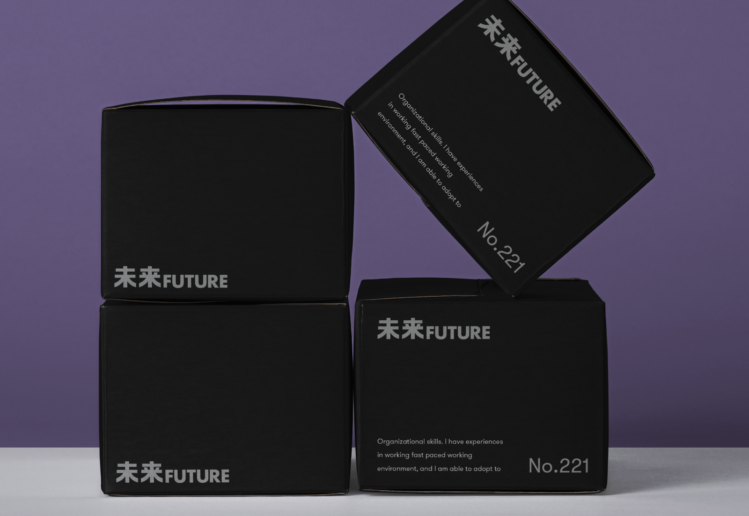 未来FUTURE
未来FUTURE
未来FUTURE
Organizational skills. I have experiences
in working fast paced working
environment, and I am able to adopt to
No.221
未来FUTURE
Organizational skills. I have experiences
in working fast paced working
environment, and I am able to adopt to
No.221